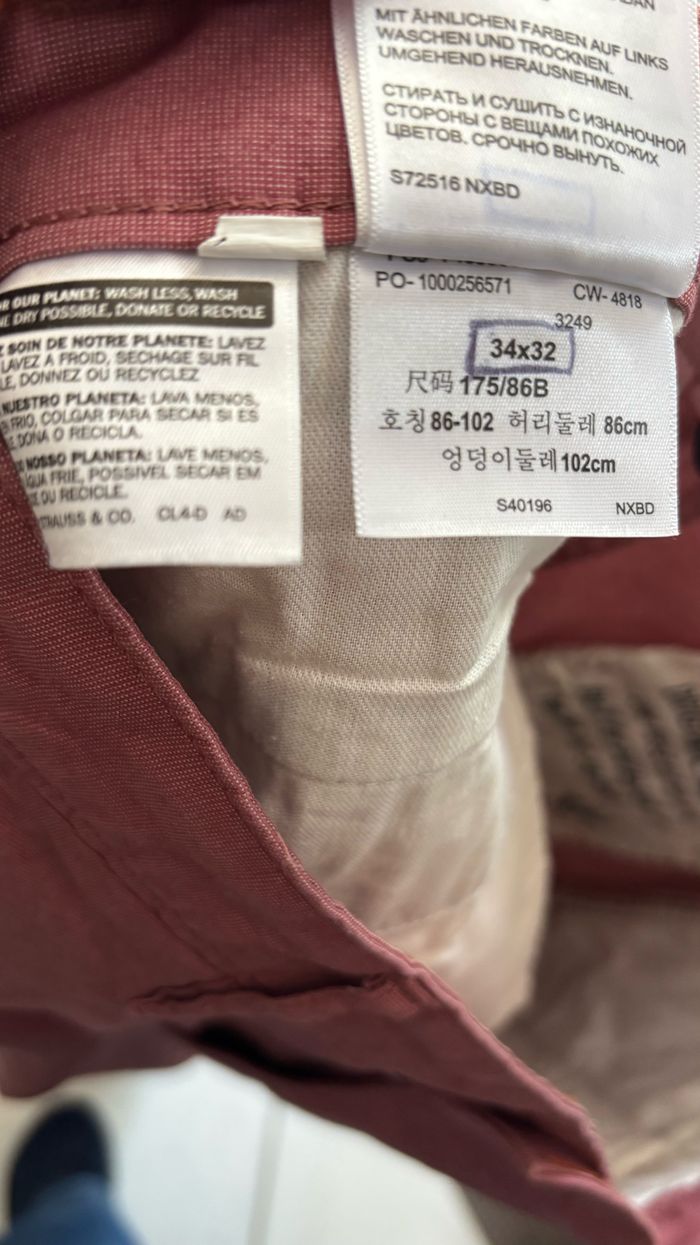 MIT ÄHNLICHEN FARBEN AUF LINKS
WASCHEN UND TROCKNEN.
UMGEHEND HERAUSNEHMEN.
СТИРАТЬ И СУШИТЬ С ИЗНАНОЧНОЙ
СТОРОНЫ С ВЕЩАМИ ПОХОЖИХ
ЦВЕТОВ. СРОЧНО ВЫНУТЬ.
S72516 NXBD
PO- 1000256571
CW- 4818
3249
34x32
尺码 175/86B
호칭 86-102 허리둘레 86cm
엉덩이둘레 102cm
S40196 NXBD
R OUR PLANET: WASH LESS, WASH
NE DRY POSSIBLE, DONATE OR RECYCLE
SOIN DE NOTRE PLANETE: LAVEZ
LAVEZ A FROID, SECHAGE SUR FIL
LE, DONNEZ OU RECYCLEZ
NUESTRO PLANETA: LAVA MENOS,
FRIO, COLGAR PARA SECAR SI ES
DONA O RECICLA.
NOSSO PLANETA: LAVE MENOS,
ÁGUA FRIE, POSSIVEL SECAR EM
E OU RECICLE.
STRAUSS & CO. CL4-D AD